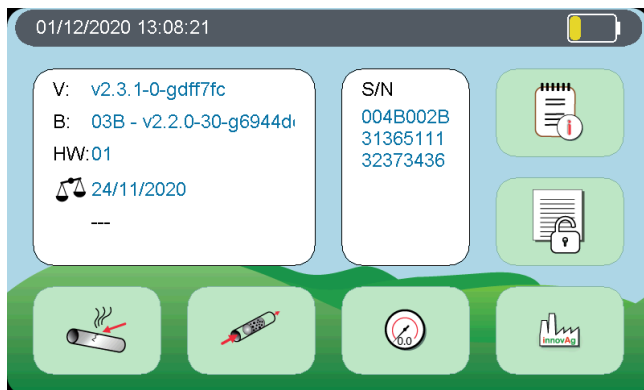 01/12/2020 13:08:21
V: v2.3.1-0-gdff7fc
B: 03B - v2.2.0-30-g6944d
HW:01
24/11/2020
---
S/N
004B002B
31365111
32373436
i
0.0
innovAg